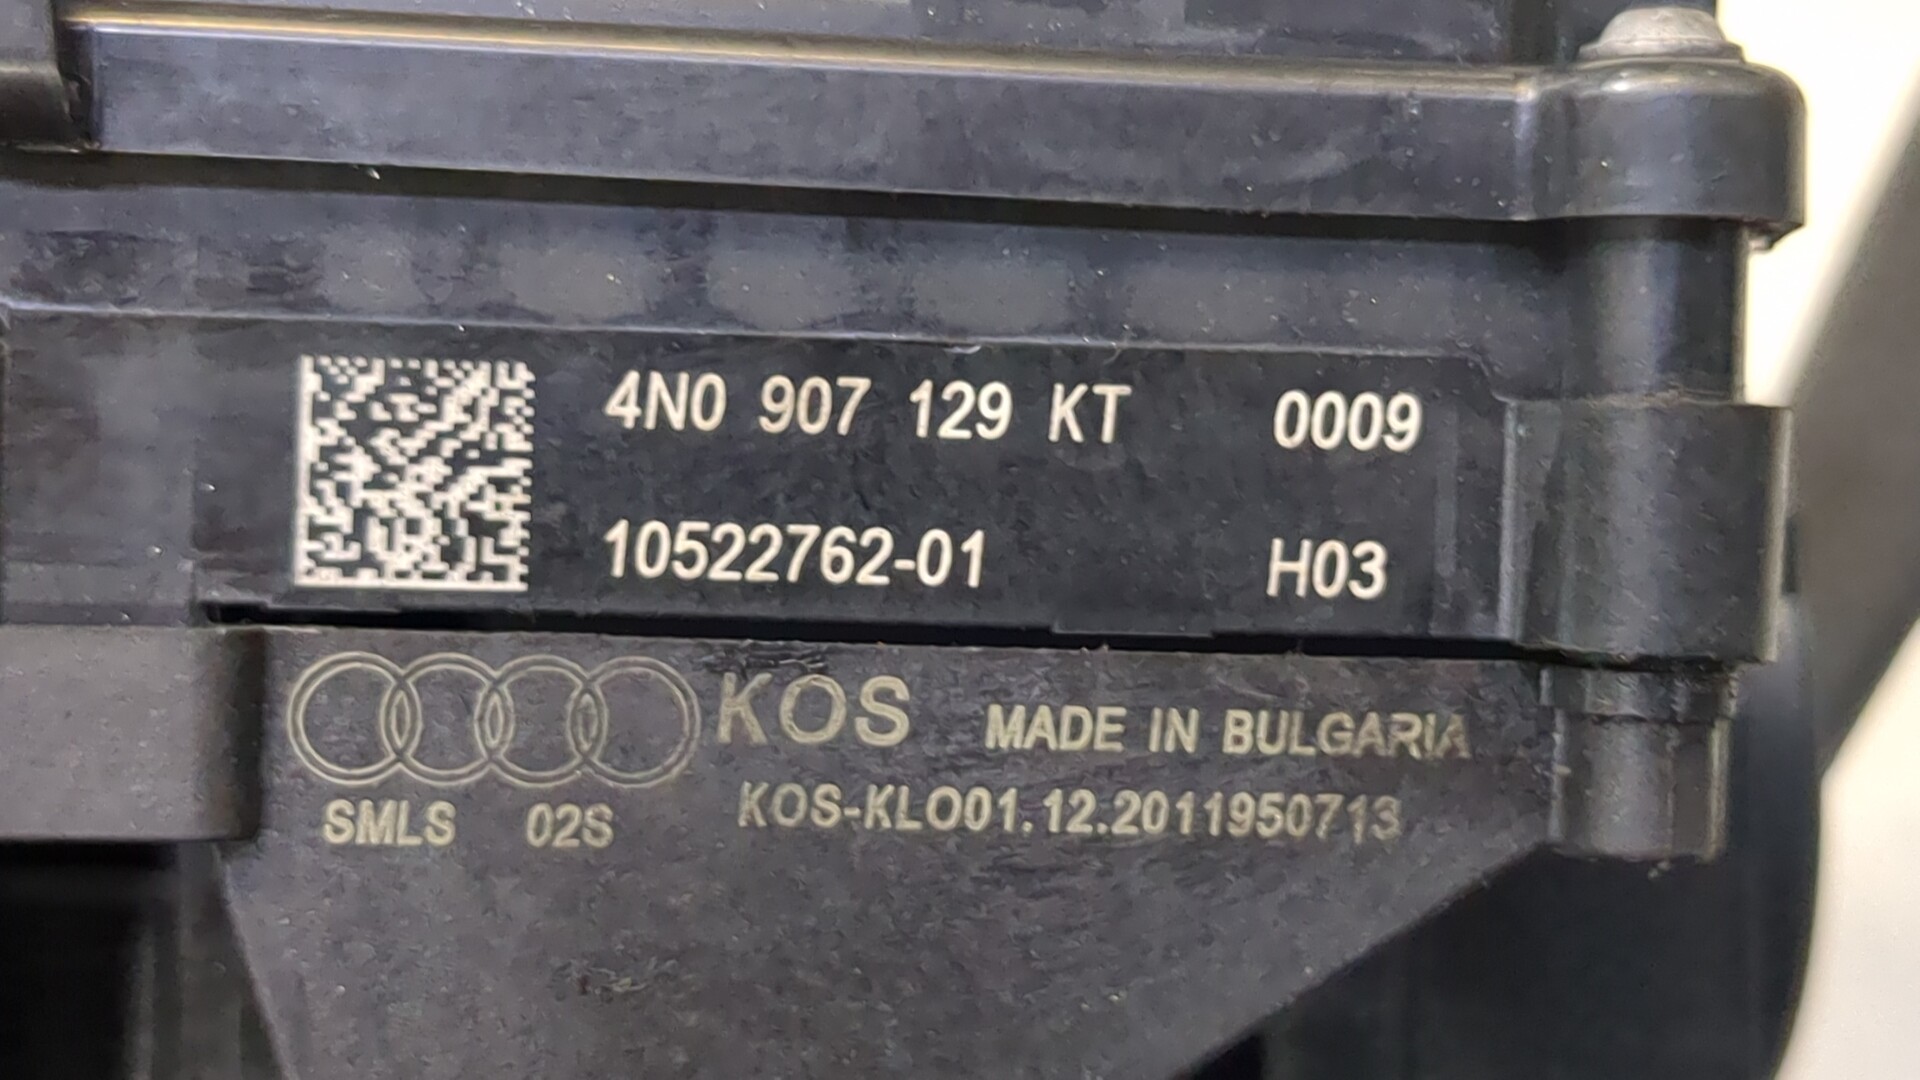 4N0 907 129 KT 0009
10522762-01 H03
KOS MADE IN BULGARIA
SMLS 02S KOS-KLO01.12.2011950713